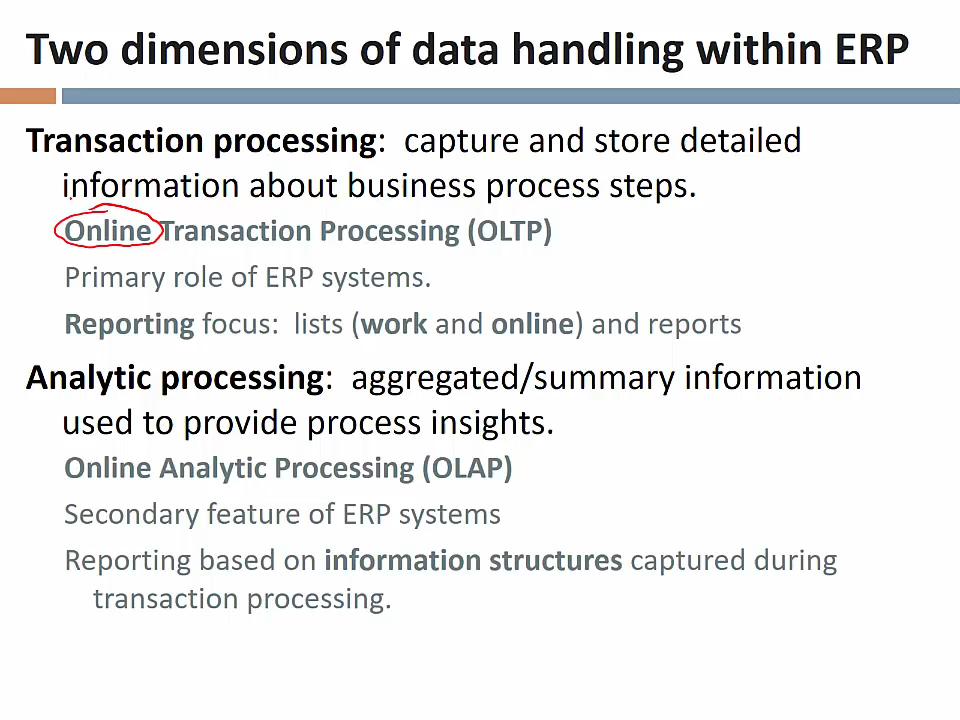 Two dimensions of data handling within ERP
Transaction processing: capture and store detailed
information about business process steps.
Online Transaction Processing (OLTP)
Primary role of ERP systems.
Reporting focus: lists (work and online) and reports
Analytic processing: aggregated/summary information
used to provide process insights.
Online Analytic Processing (OLAP)
Secondary feature of ERP systems
Reporting based on information structures captured during
transaction processing.